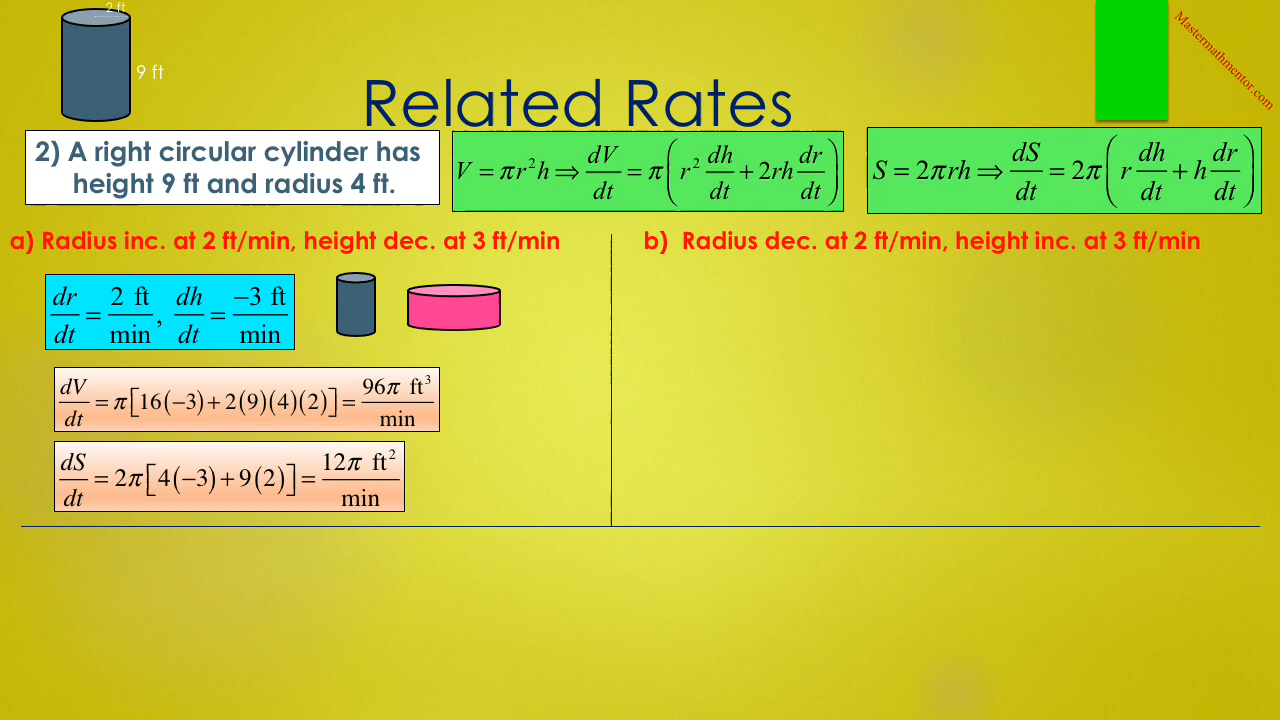 2 ft
9 ft
Mastermathmentor.com
Related Rates
2) A right circular cylinder has
height 9 ft and radius 4 ft.
V = πr²h ⇒ dV/dt = π(r² dh/dt + 2rh dr/dt)
S = 2πrh ⇒ dS/dt = 2π(r dh/dt + h dr/dt)
a) Radius inc. at 2 ft/min, height dec. at 3 ft/min
b) Radius dec. at 2 ft/min, height inc. at 3 ft/min
dr/dt = 2 ft/min, dh/dt = −3 ft/min
dV/dt = π[16(−3)+2(9)(4)(2)] = 96π ft³/min
dS/dt = 2π[4(−3)+9(2)] = 12π ft²/min